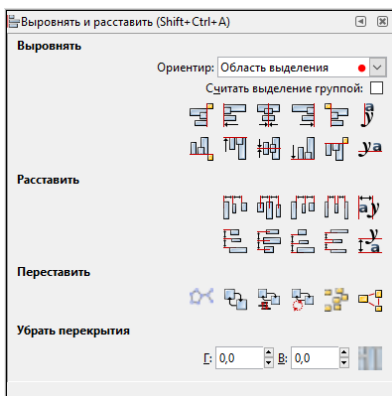 Выровнять и расставить (Shift+Ctrl+A)
Выровнять
Ориентир: Область выделения
Считать выделение группой:
Расставить
Переставить
Убрать перекрытия
Г: 0,0 В: 0,0